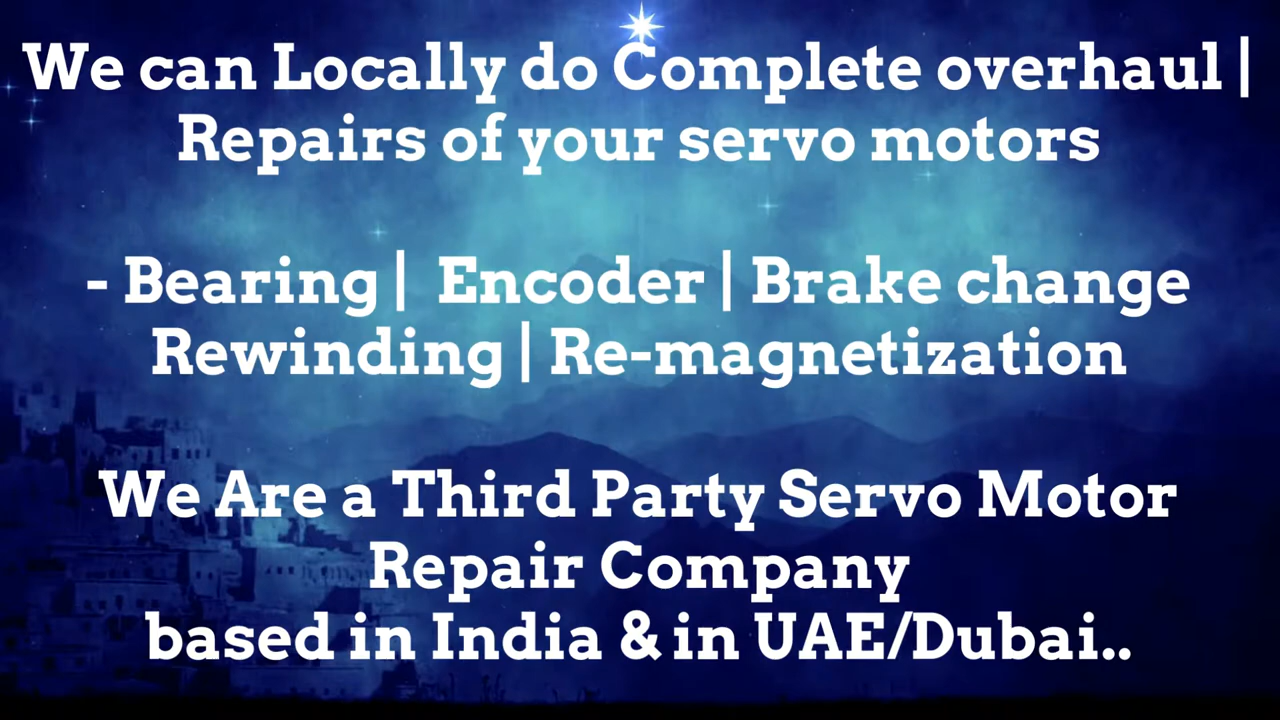 We can Locally do Complete overhaul |
Repairs of your servo motors
- Bearing | Encoder | Brake change
Rewinding | Re-magnetization
We Are a Third Party Servo Motor
Repair Company
based in India & in UAE/Dubai..